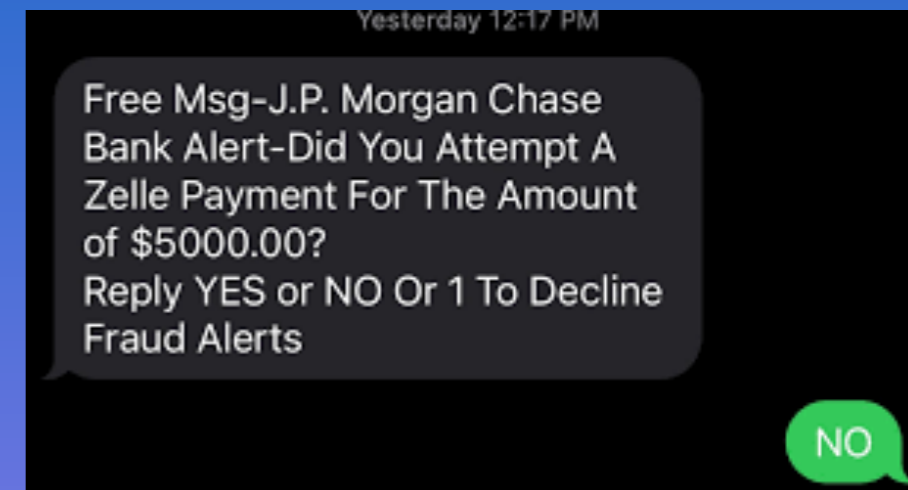 Yesterday 12:17 PM
Free Msg-J.P. Morgan Chase
Bank Alert-Did You Attempt A
Zelle Payment For The Amount
of $5000.00?
Reply YES or NO Or 1 To Decline
Fraud Alerts
NO